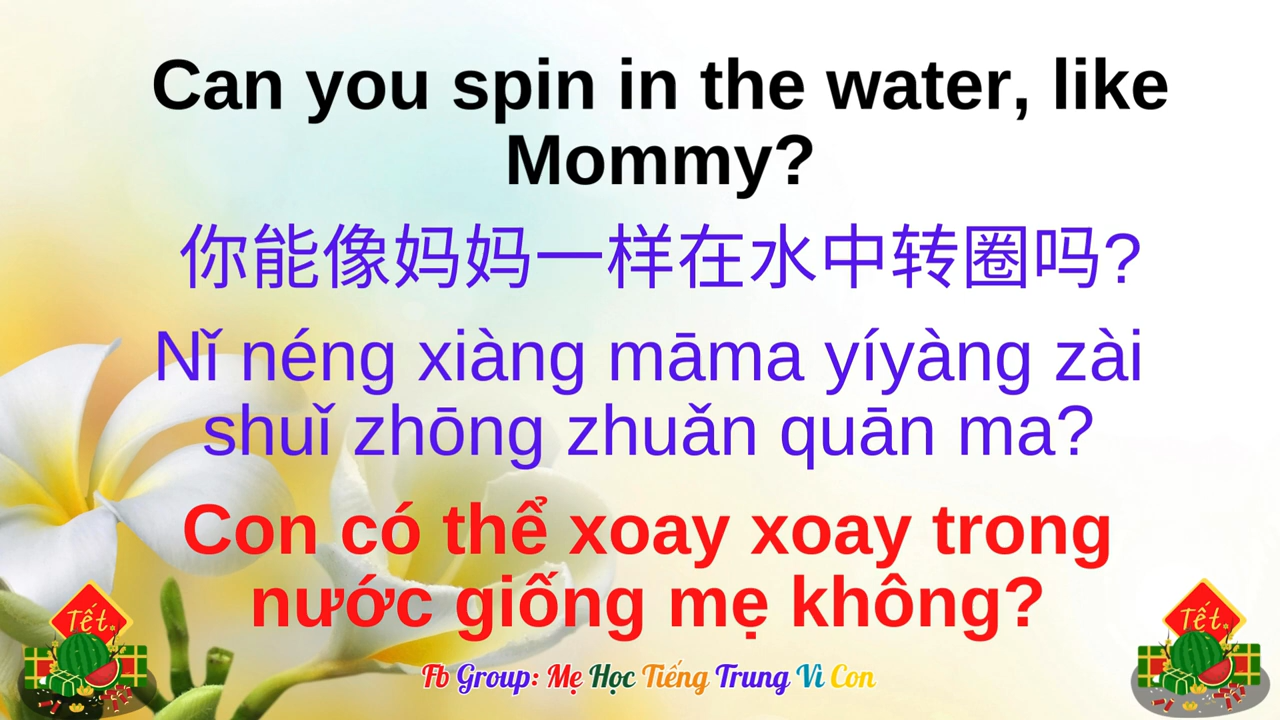 Can you spin in the water, like
Mommy?
你能像妈妈一样在水中转圈吗?
Nǐ néng xiàng māma yíyàng zài
shuǐ zhōng zhuǎn quān ma?
Con có thể xoay xoay trong
nước giống mẹ không?
Tết
Tết
Fb Group: Mẹ Học Tiếng Trung Vì Con